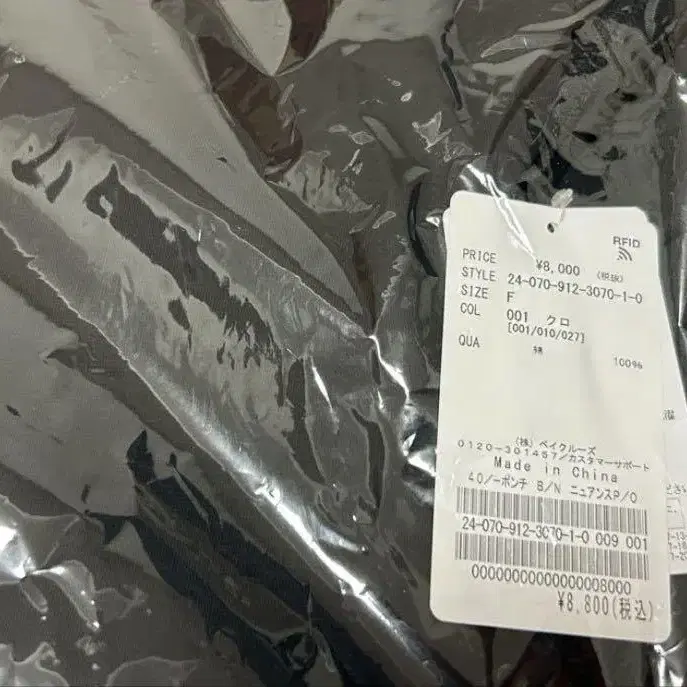 RFID
PRICE ¥8,000 (税抜)
STYLE 24-070-912-3070-1-0
SIZE F
COL 001 クロ
[001/010/027]
QUA 綿 100%
(株) ベイクルーズ
0120-301457/カスタマーサポート
Made in China
40/-ポンチ B/N ニュアンスP/O
24-070-912-3070-1-0 009 001
00000000000000008000
¥8,800(税込)